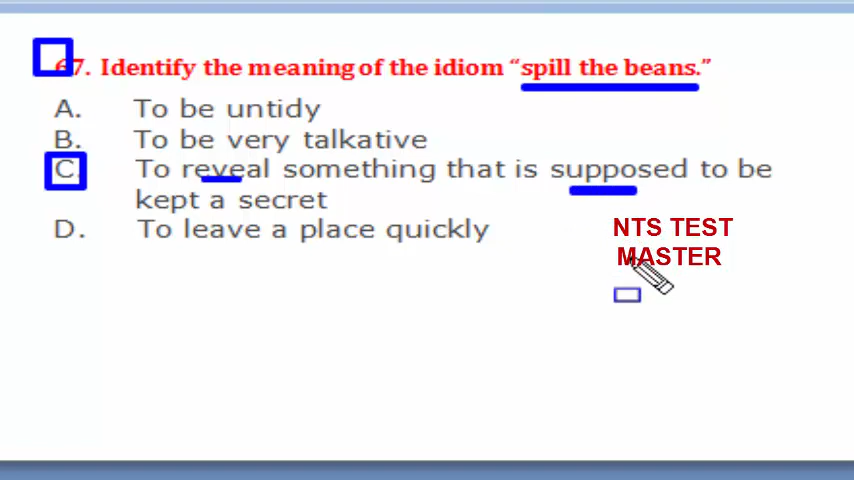 67. Identify the meaning of the idiom “spill the beans.”
A. To be untidy
B. To be very talkative
C. To reveal something that is supposed to be
kept a secret
D. To leave a place quickly
NTS TEST
MASTER